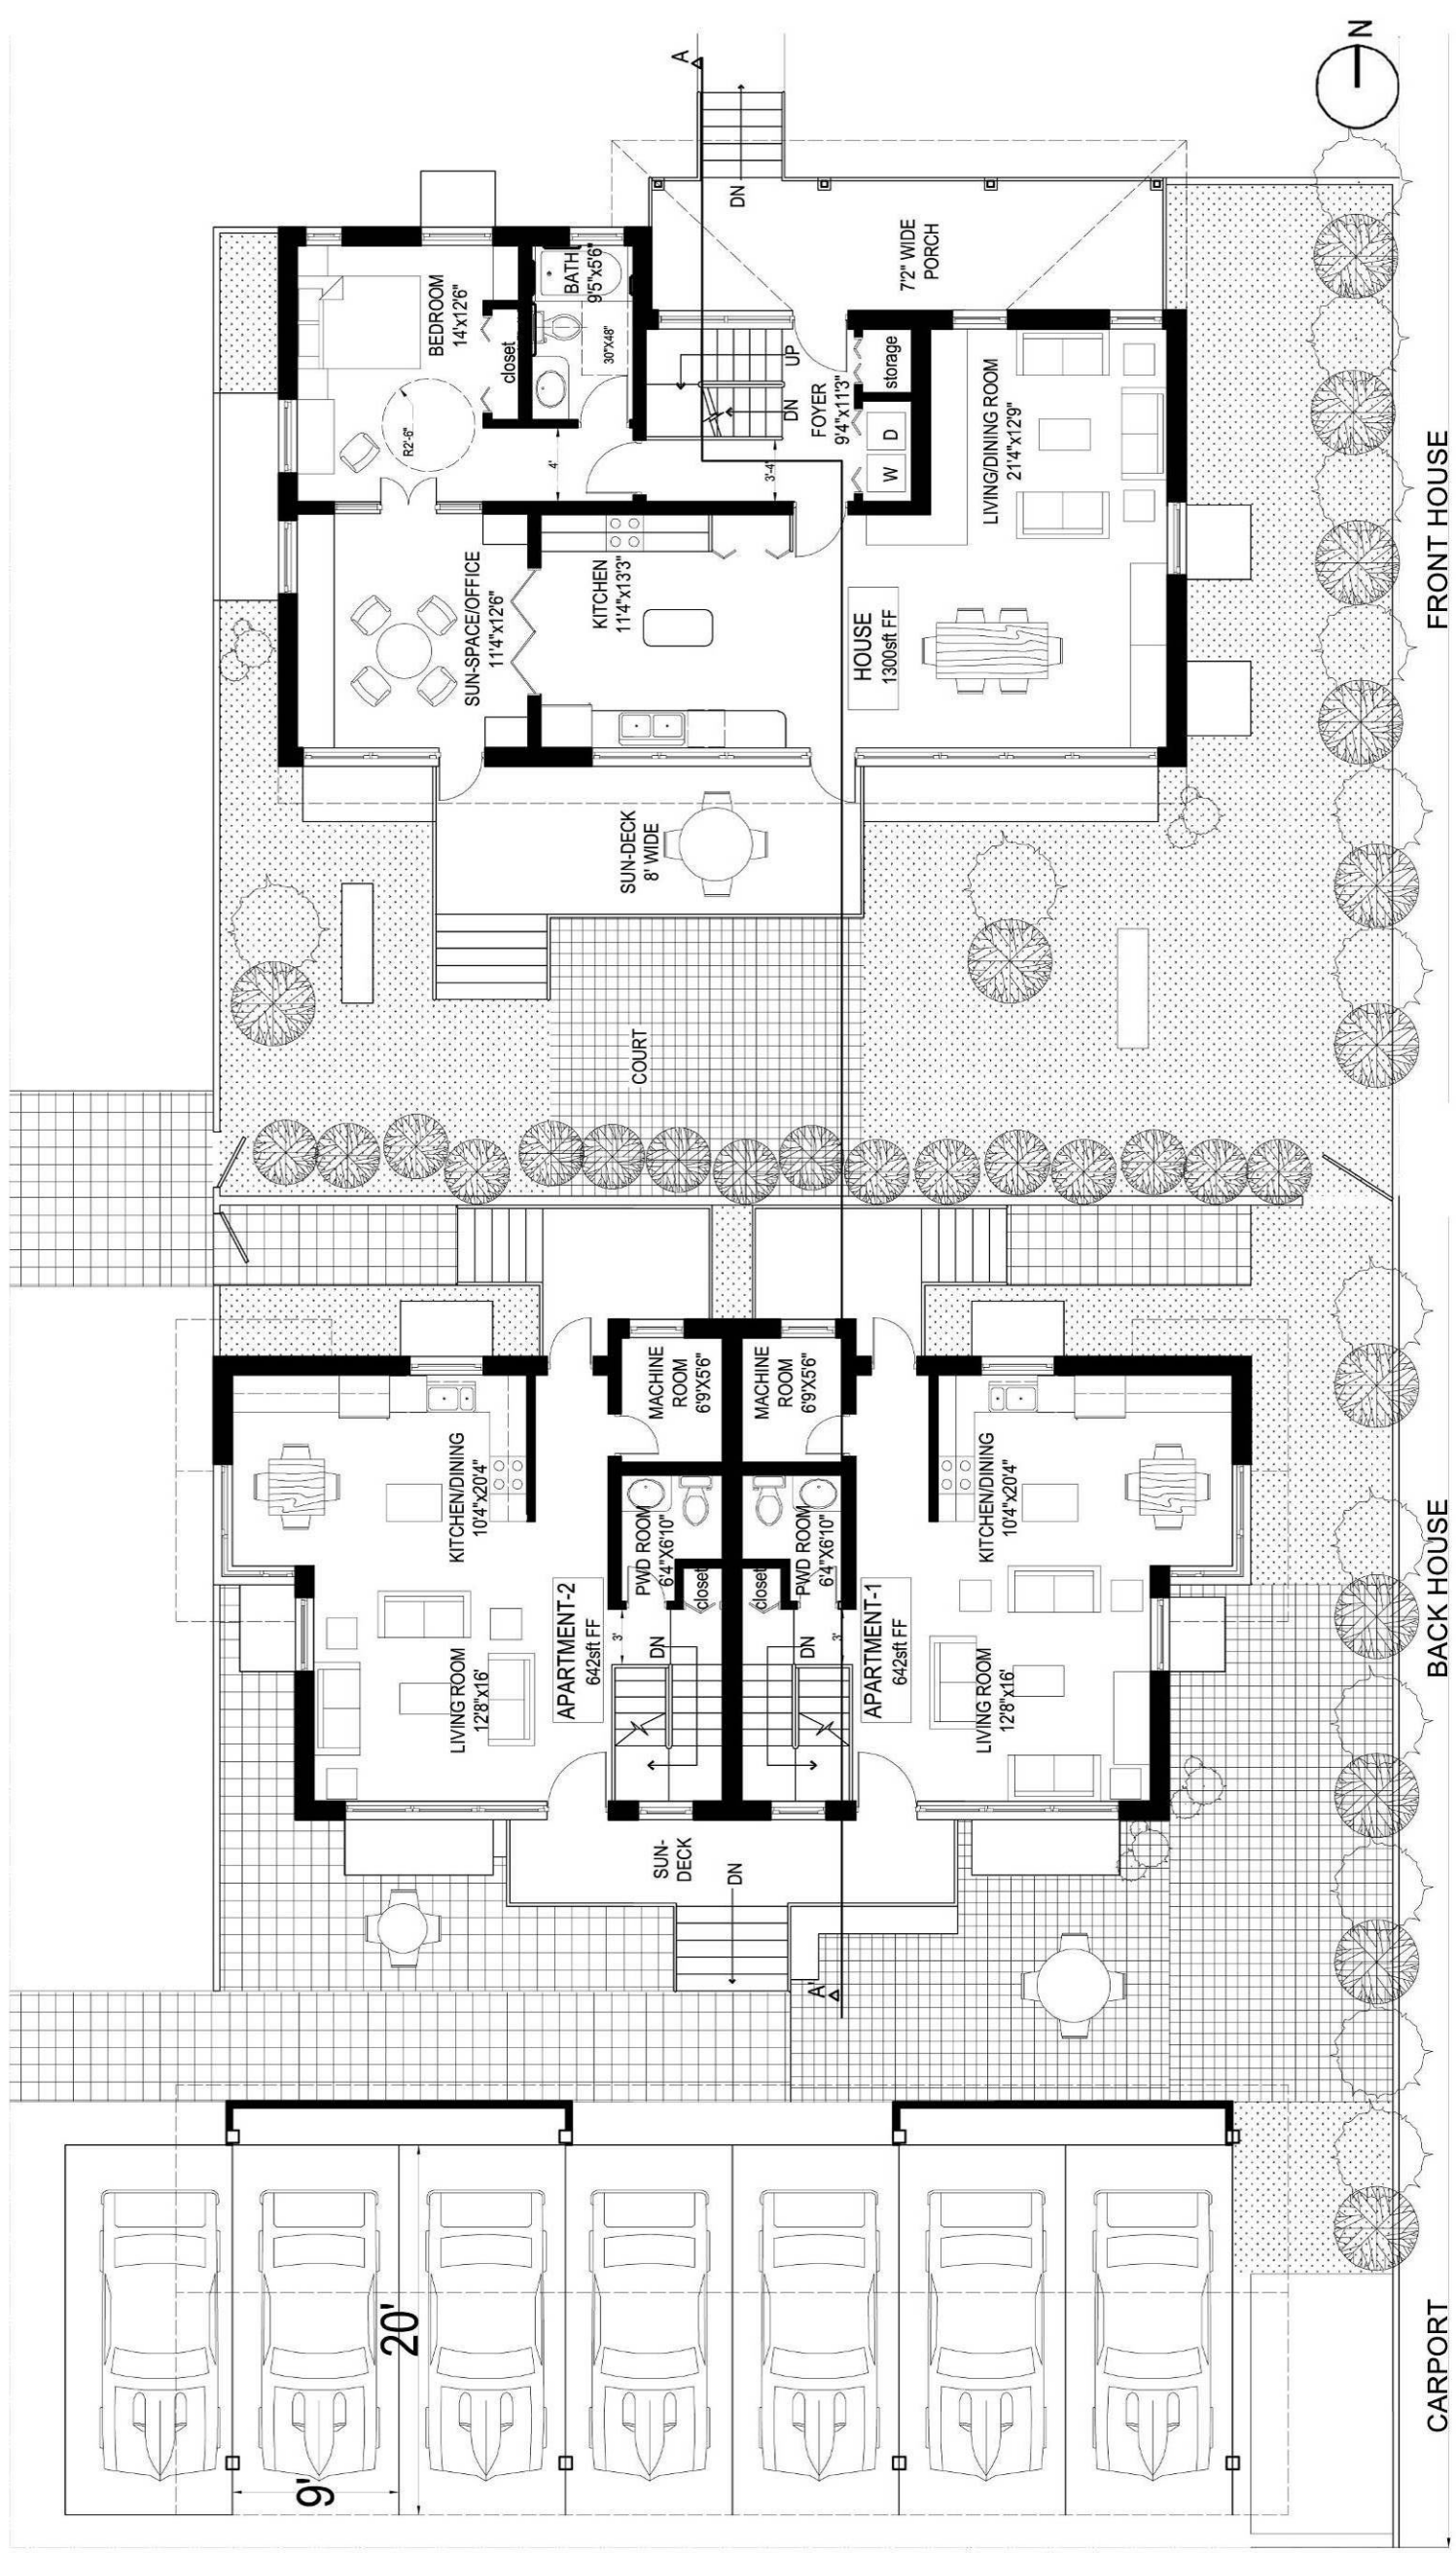 N
A
DN
7'2" WIDE
PORCH
BEDROOM
14'x12'6"
BATH
9'5"x5'6"
closet
30"X48"
R2'-6"
4'
UP
DN
3'-4'
FOYER
9'4"x11'3"
storage
W
D
LIVING/DINING ROOM
21'4"x12'9"
SUN-SPACE/OFFICE
11'4"x12'6"
KITCHEN
11'4"x13'3"
HOUSE
1300sft FF
SUN-DECK
8' WIDE
COURT
FRONT HOUSE
MACHINE
ROOM
6'9'X5'6"
MACHINE
ROOM
6'9'X5'6"
KITCHEN/DINING
10'4"x20'4"
PWD ROOM
6'4"X6'10"
closet
closet
PWD ROOM
6'4"X6'10"
KITCHEN/DINING
10'4"x20'4"
LIVING ROOM
12'8"x16'
APARTMENT-2
642sft FF
3'
DN
DN
3'
APARTMENT-1
642sft FF
LIVING ROOM
12'8"x16'
SUN-
DECK
DN
A'
BACK HOUSE
20'
9'
CARPORT